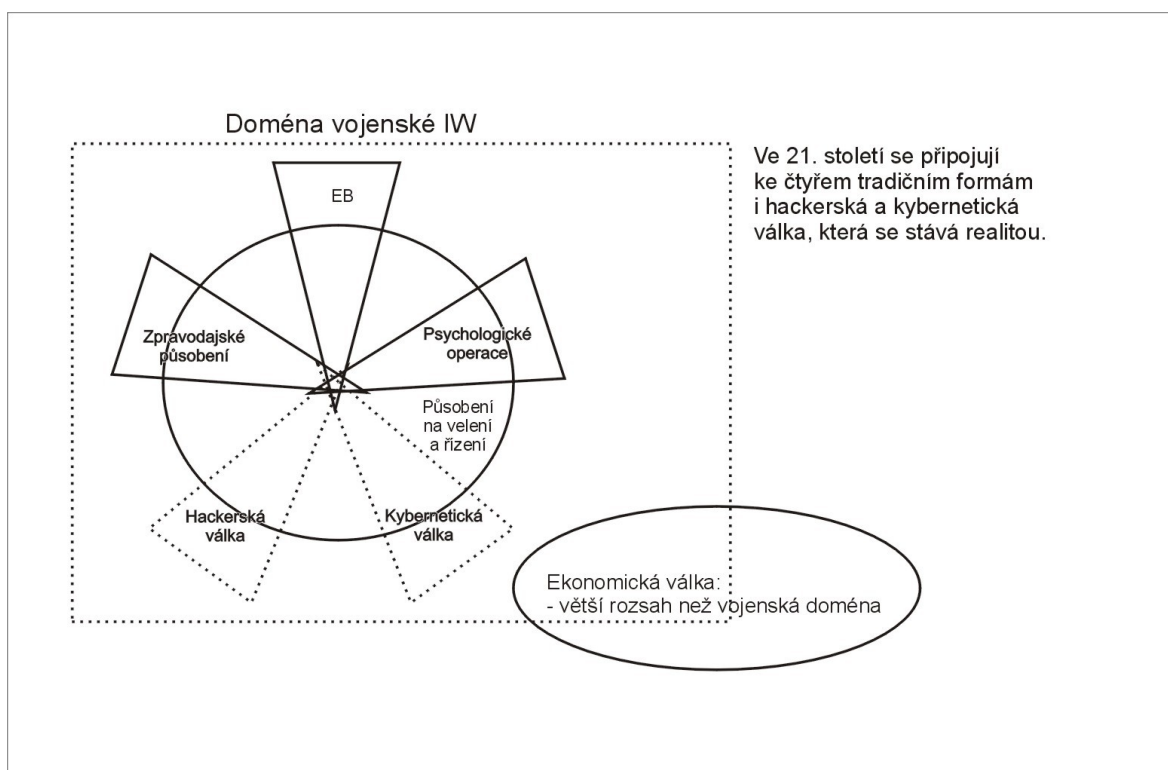 Doména vojenské IW
Ve 21. století se připojují
ke čtyřem tradičním formám
i hackerská a kybernetická
válka, která se stává realitou.
EB
Zpravodajské
působení
Psychologické
operace
Působení
na velení
a řízení
Hackerská
válka
Kybernetická
válka
Ekonomická válka:
- větší rozsah než vojenská doména